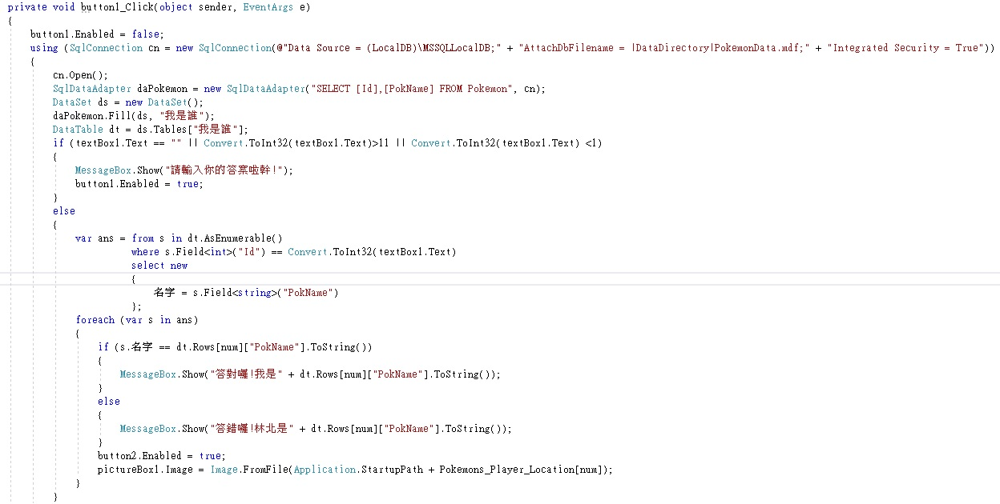 private void button1_Click(object sender, EventArgs e)
{
button1.Enabled = false;
using (SqlConnection cn = new SqlConnection(@"Data Source = (LocalDB)\MSSQLLocalDB;" + "AttachDbFilename = |DataDirectory|PokemonData.mdf;" + "Integrated Security = True"))
{
cn.Open();
SqlDataAdapter daPokemon = new SqlDataAdapter("SELECT [Id],[PokName] FROM Pokemon", cn);
DataSet ds = new DataSet();
daPokemon.Fill(ds, "我是誰");
DataTable dt = ds.Tables["我是誰"];
if (textBox1.Text == "" || Convert.ToInt32(textBox1.Text)>11 || Convert.ToInt32(textBox1.Text) <1)
{
MessageBox.Show("請輸入你的答案啦幹!");
button1.Enabled = true;
}
else
{
var ans = from s in dt.AsEnumerable()
where s.Field<int>("Id") == Convert.ToInt32(textBox1.Text)
select new
{
名字 = s.Field<string>("PokName")
};
foreach (var s in ans)
{
if (s.名字 == dt.Rows[num]["PokName"].ToString())
{
MessageBox.Show("答對囉!我是" + dt.Rows[num]["PokName"].ToString());
}
else
{
MessageBox.Show("答錯囉!林北是" + dt.Rows[num]["PokName"].ToString());
}
button2.Enabled = true;
pictureBox1.Image = Image.FromFile(Application.StartupPath + Pokemons_Player_Location[num]);
}
}